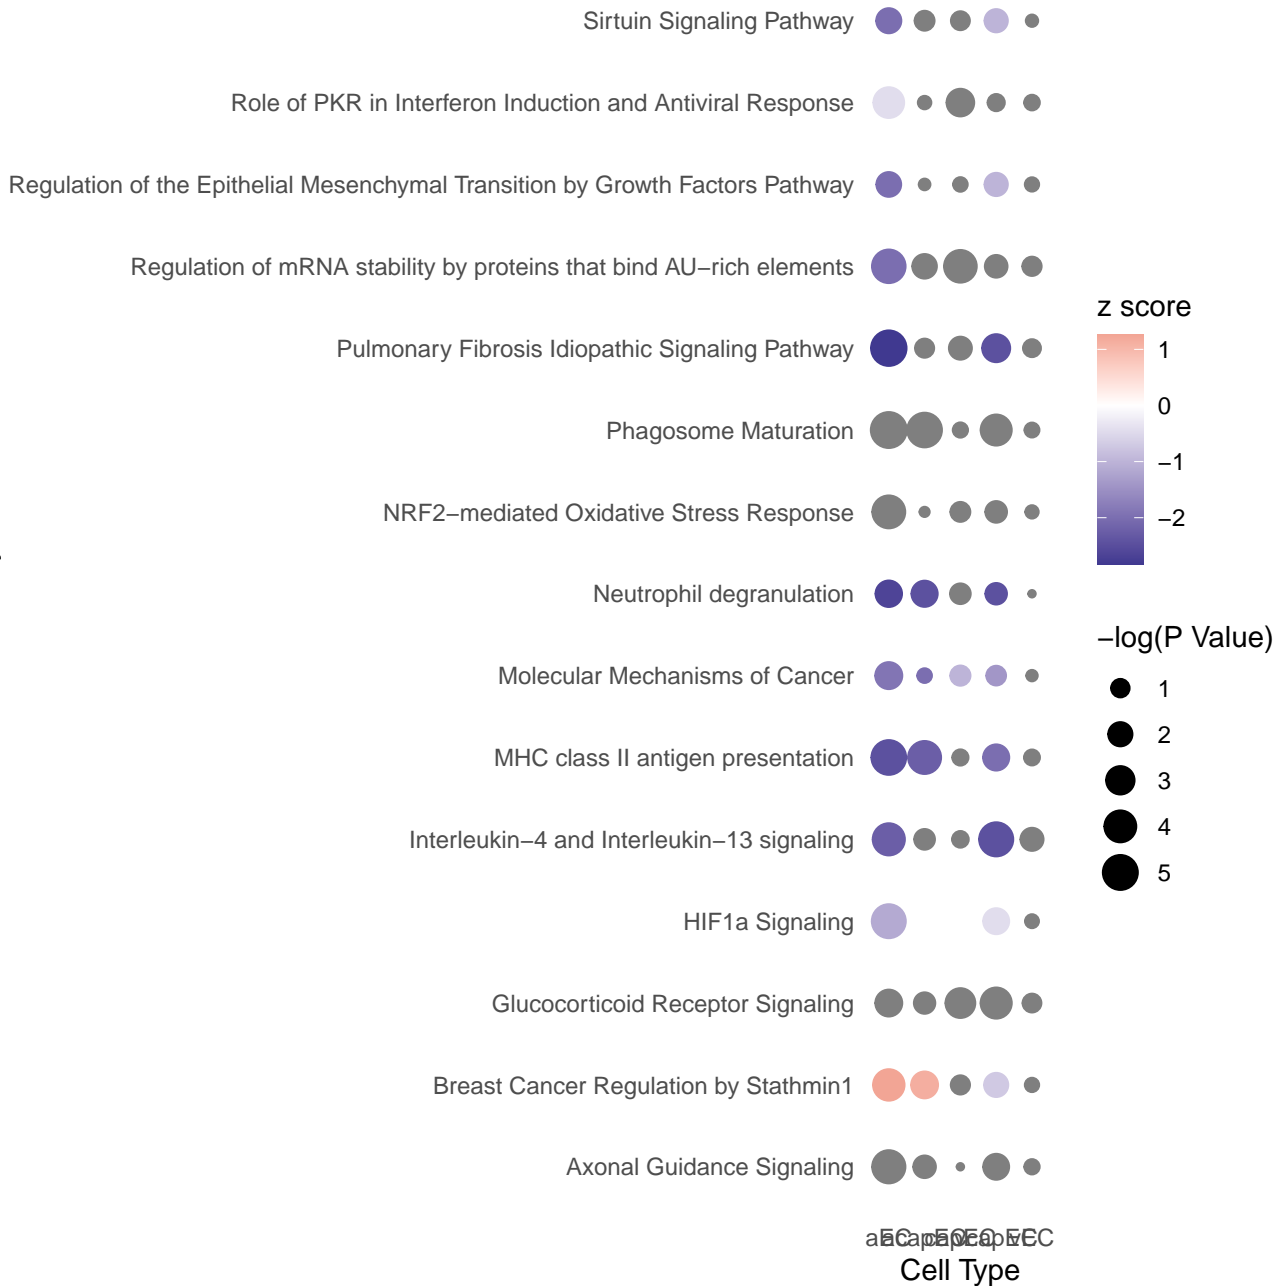 Sirtuin Signaling Pathway
Role of PKR in Interferon Induction and Antiviral Response
Regulation of the Epithelial Mesenchymal Transition by Growth Factors Pathway
Regulation of mRNA stability by proteins that bind AU−rich elements
Pulmonary Fibrosis Idiopathic Signaling Pathway
Phagosome Maturation
NRF2−mediated Oxidative Stress Response
Neutrophil degranulation
Molecular Mechanisms of Cancer
MHC class II antigen presentation
Interleukin−4 and Interleukin−13 signaling
HIF1a Signaling
Glucocorticoid Receptor Signaling
Breast Cancer Regulation by Stathmin1
Axonal Guidance Signaling
Cell Type
z score
1
0
−1
−2
−log(P Value)
1
2
3
4
5